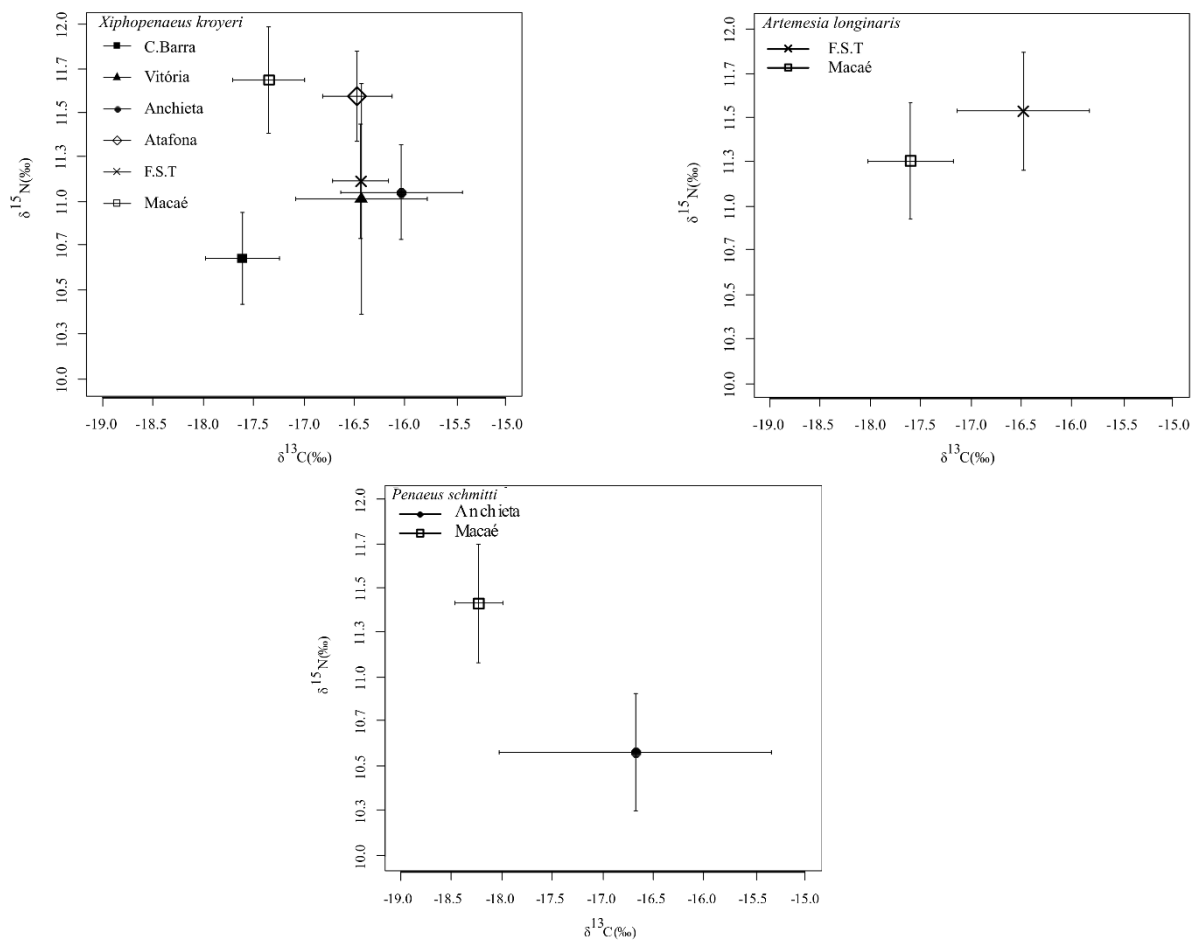 Xiphopenaeus kroyeri
C.Barra
Vitória
Anchieta
Atafona
F.S.T
Macaé
δ15N(‰)
12.0
11.7
11.5
11.3
11.0
10.7
10.5
10.3
10.0
-19.0 -18.5 -18.0 -17.5 -17.0 -16.5 -16.0 -15.5 -15.0
δ13C(‰)
Artemesia longinaris
F.S.T
Macaé
δ15N(‰)
12.0
11.7
11.5
11.3
11.0
10.7
10.5
10.3
10.0
-19.0 -18.5 -18.0 -17.5 -17.0 -16.5 -16.0 -15.5 -15.0
δ13C(‰)
Penaeus schmitti
Anchieta
Macaé
δ15N(‰)
12.0
11.7
11.5
11.3
11.0
10.7
10.5
10.3
10.0
-19.0 -18.5 -18.0 -17.5 -17.0 -16.5 -16.0 -15.5 -15.0
δ13C(‰)